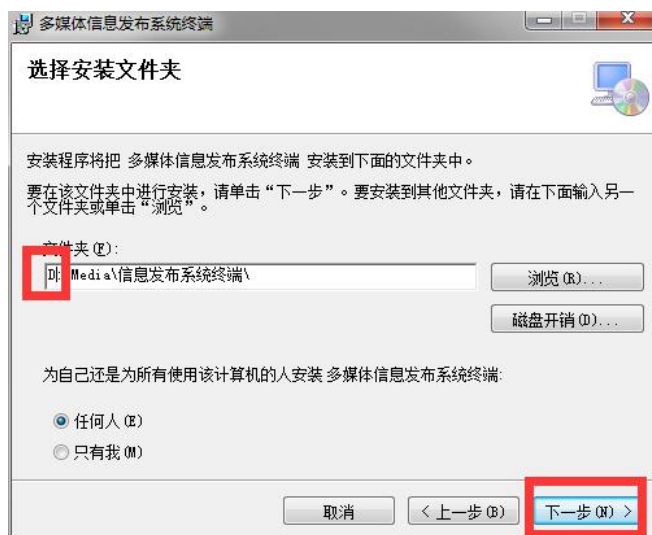 多媒体信息发布系统终端
选择安装文件夹
安装程序将把 多媒体信息发布系统终端 安装到下面的文件夹中。
要在该文件夹中进行安装，请单击“下一步”。要安装到其他文件夹，请在下面输入另一
个文件夹或单击“浏览”。
文件夹(F):
D:\Media\信息发布系统终端\
浏览(R)...
磁盘开销(D)...
为自己还是为所有使用该计算机的人安装 多媒体信息发布系统终端:
任何人(E)
只有我(M)
取消
< 上一步(B)
下一步(N) >